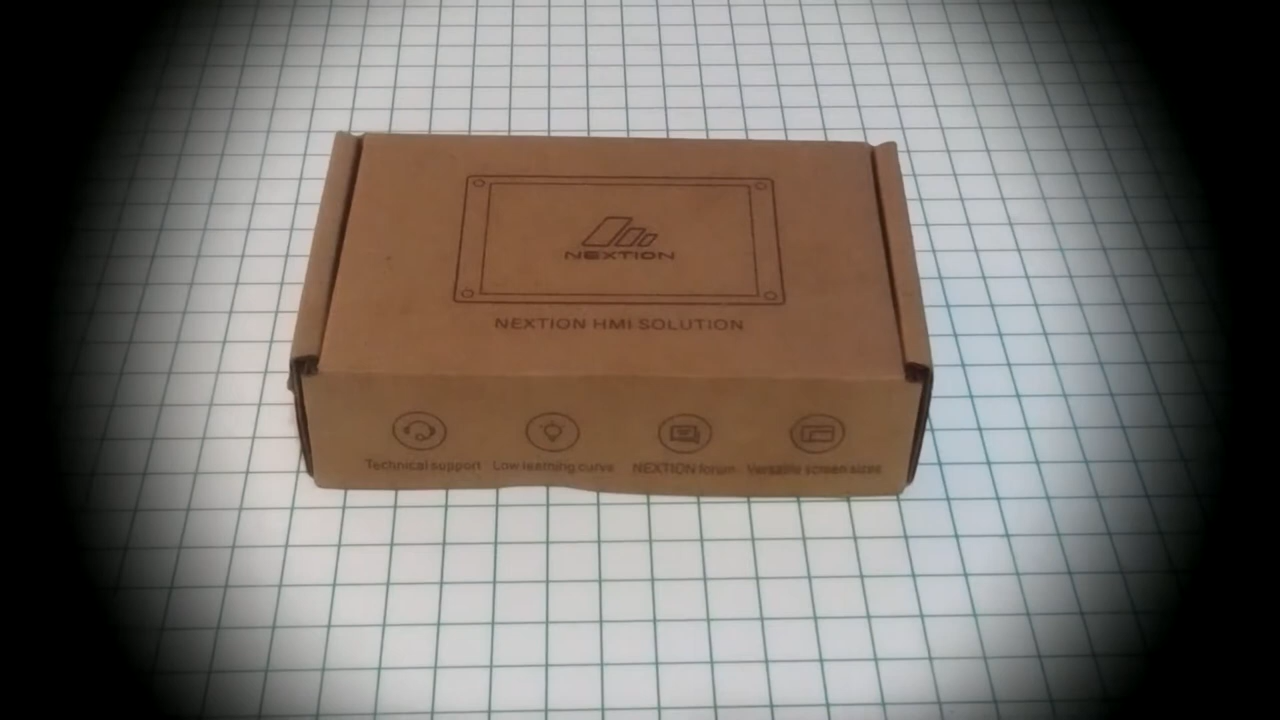 NEXTION
NEXTION HMI SOLUTION
Technical support Low learning curve NEXTION forum Versatile screen sizes